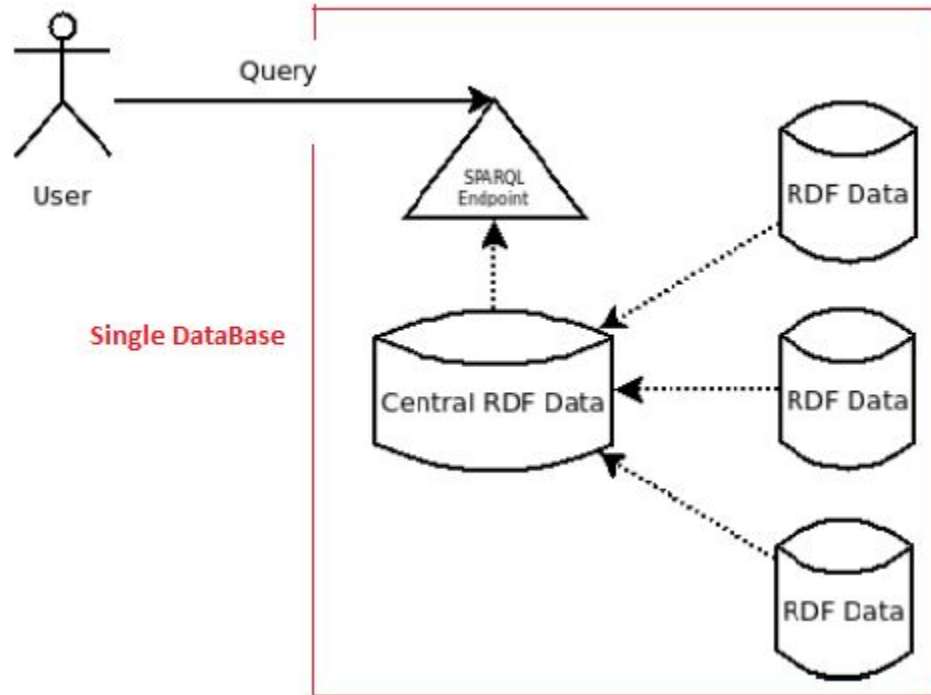 Query
User
SPARQL
Endpoint
RDF Data
Single DataBase
Central RDF Data
RDF Data
RDF Data